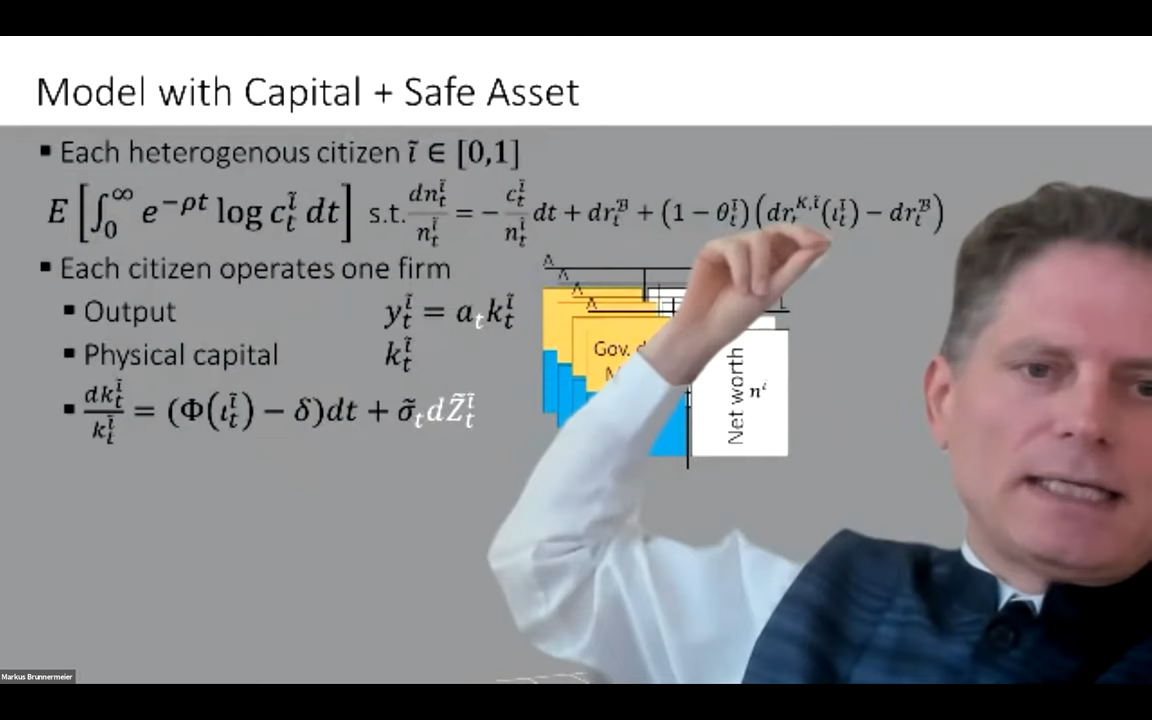 Model with Capital + Safe Asset
▪ Each heterogenous citizen ĩ ∈ [0,1]
E[∫₀^∞ e^{−ρt} log c_t^ĩ dt] s.t. dn_t^ĩ/n_t^ĩ = −c_t^ĩ/n_t^ĩ dt + dr_t^ℬ + (1 − θ_t^ĩ)(dr_t^{K,ĩ}(ι_t^ĩ) − dr_t^ℬ)
▪ Each citizen operates one firm
▪ Output y_t^ĩ = a_t k_t^ĩ
▪ Physical capital k_t^ĩ
▪ dk_t^ĩ/k_t^ĩ = (Φ(ι_t^ĩ) − δ)dt + σ̃_t dZ̃_t^ĩ
A
A
A
A
L
Gov.
Net worth n^i
Markus Brunnermeier